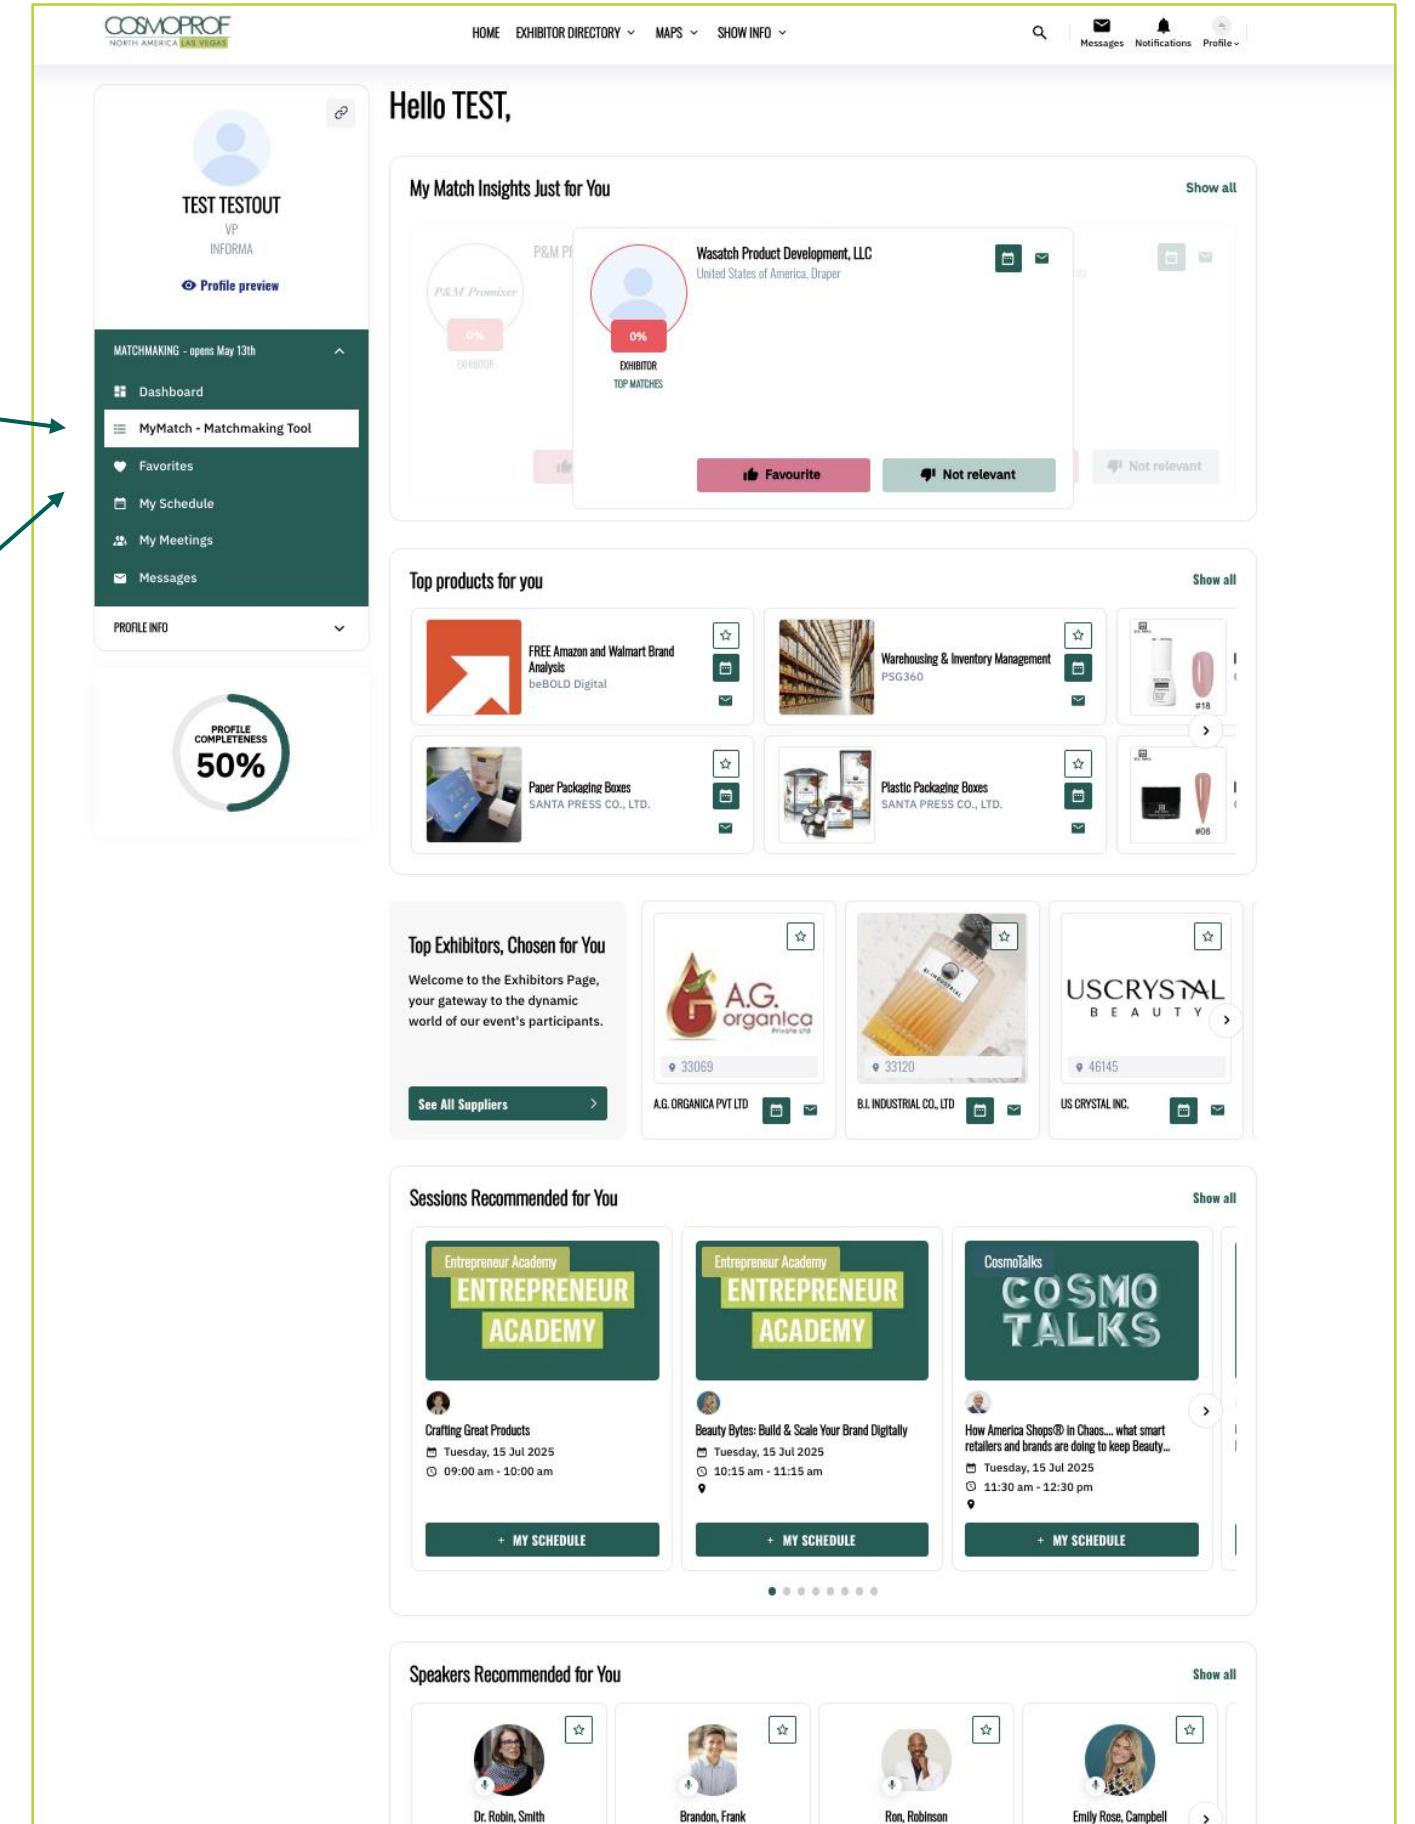 COSMOPROF
NORTH AMERICA LAS VEGAS
HOME EXHIBITOR DIRECTORY MAPS SHOW INFO
Messages Notifications Profile
Hello TEST,
TEST TESTOUT
VP
INFORMA
Profile preview
MATCHMAKING - opens May 13th
Dashboard
MyMatch - Matchmaking Tool
Favorites
My Schedule
My Meetings
Messages
PROFILE INFO
PROFILE
COMPLETENESS
50%
My Match Insights Just for You
Show all
P&M Promixer
0%
EXHIBITOR
Wasatch Product Development, LLC
United States of America, Draper
0%
EXHIBITOR
TOP MATCHES
Favourite
Not relevant
Not relevant
Top products for you
Show all
FREE Amazon and Walmart Brand
Analysis
beBOLD Digital
Warehousing & Inventory Management
PSG360
#18
Paper Packaging Boxes
SANTA PRESS CO., LTD.
Plastic Packaging Boxes
SANTA PRESS CO., LTD.
#06
Top Exhibitors, Chosen for You
Welcome to the Exhibitors Page,
your gateway to the dynamic
world of our event's participants.
See All Suppliers
A.G.
organica
Private Ltd
33069
A.G. ORGANICA PVT LTD
BI-INDUSTRIAL
33120
B.I. INDUSTRIAL CO., LTD
USCRYSTAL
BEAUTY
46145
US CRYSTAL INC.
Sessions Recommended for You
Show all
Entrepreneur Academy
ENTREPRENEUR
ACADEMY
Crafting Great Products
Tuesday, 15 Jul 2025
09:00 am - 10:00 am
+ MY SCHEDULE
Entrepreneur Academy
ENTREPRENEUR
ACADEMY
Beauty Bytes: Build & Scale Your Brand Digitally
Tuesday, 15 Jul 2025
10:15 am - 11:15 am
+ MY SCHEDULE
CosmoTalks
COSMO
TALKS
How America Shops® in Chaos.... what smart
retailers and brands are doing to keep Beauty...
Tuesday, 15 Jul 2025
11:30 am - 12:30 pm
+ MY SCHEDULE
Speakers Recommended for You
Show all
Dr. Robin, Smith
Brandon, Frank
Ron, Robinson
Emily Rose, Campbell